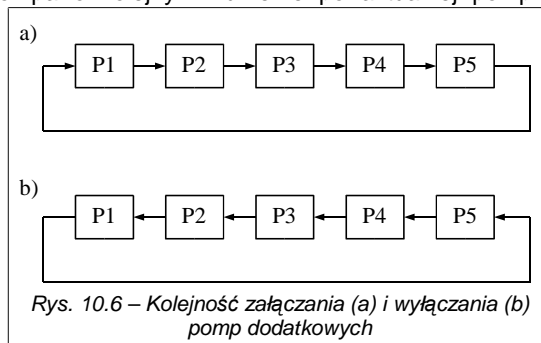 a)
P1 P2 P3 P4 P5
b)
P1 P2 P3 P4 P5
Rys. 10.6 – Kolejność załączania (a) i wyłączania (b)
pomp dodatkowych